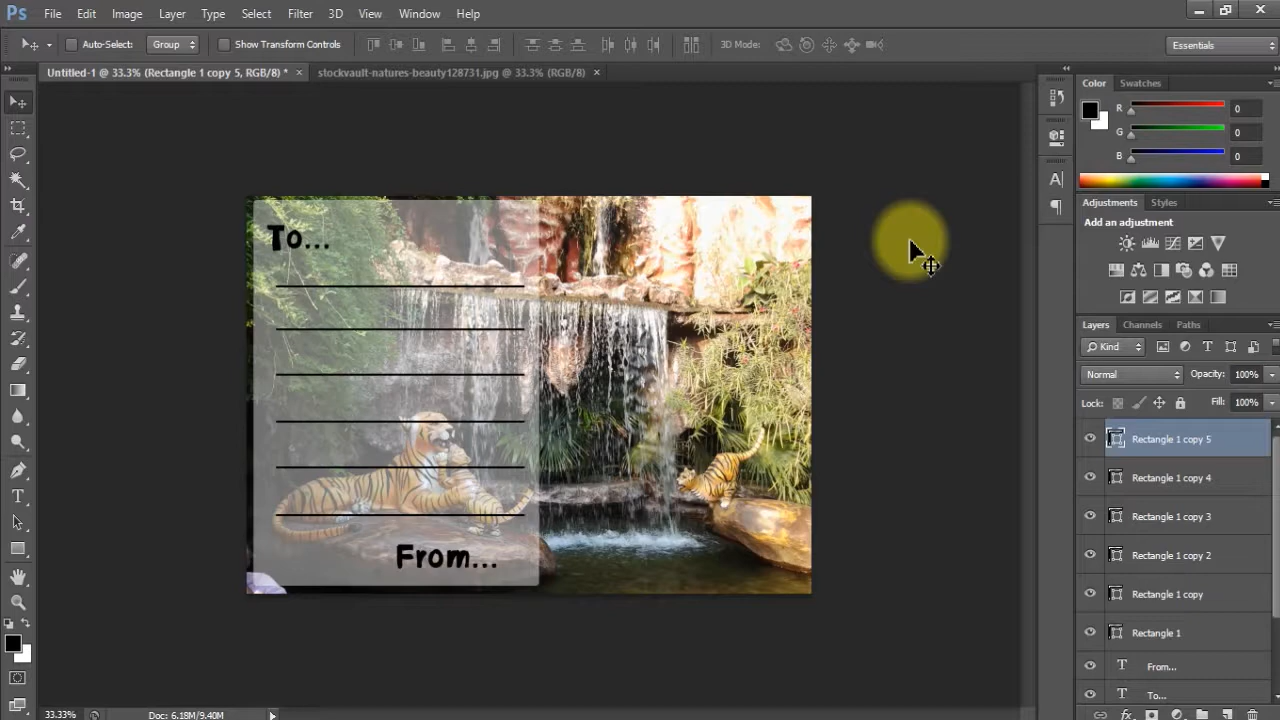 Ps File Edit Image Layer Type Select Filter 3D View Window Help
Auto-Select: Group Show Transform Controls 3D Mode: Essentials
Untitled-1 @ 33.3% (Rectangle 1 copy 5, RGB/8) * × stockvault-natures-beauty128731.jpg @ 33.3% (RGB/8) ×
Color Swatches
R 0
G 0
B 0
Adjustments Styles
Add an adjustment
To...
From...
Layers Channels Paths
Kind
Normal Opacity: 100%
Lock: Fill: 100%
Rectangle 1 copy 5
Rectangle 1 copy 4
Rectangle 1 copy 3
Rectangle 1 copy 2
Rectangle 1 copy
Rectangle 1
T From...
T To...
33.33% Doc: 6.18M/9.40M